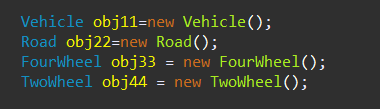 Vehicle obj11=new Vehicle();
Road obj22=new Road();
FourWheel obj33 = new FourWheel();
TwoWheel obj44 = new TwoWheel();